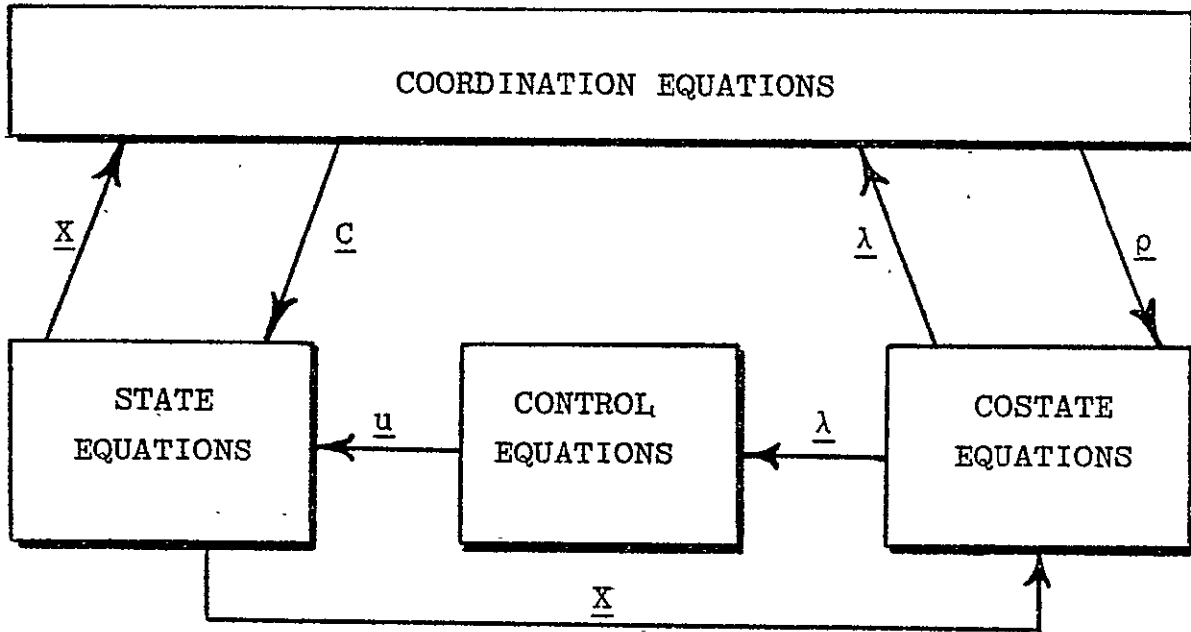 COORDINATION EQUATIONS
X
C
λ
ρ
STATE
EQUATIONS
u
CONTROL
EQUATIONS
λ
COSTATE
EQUATIONS
X